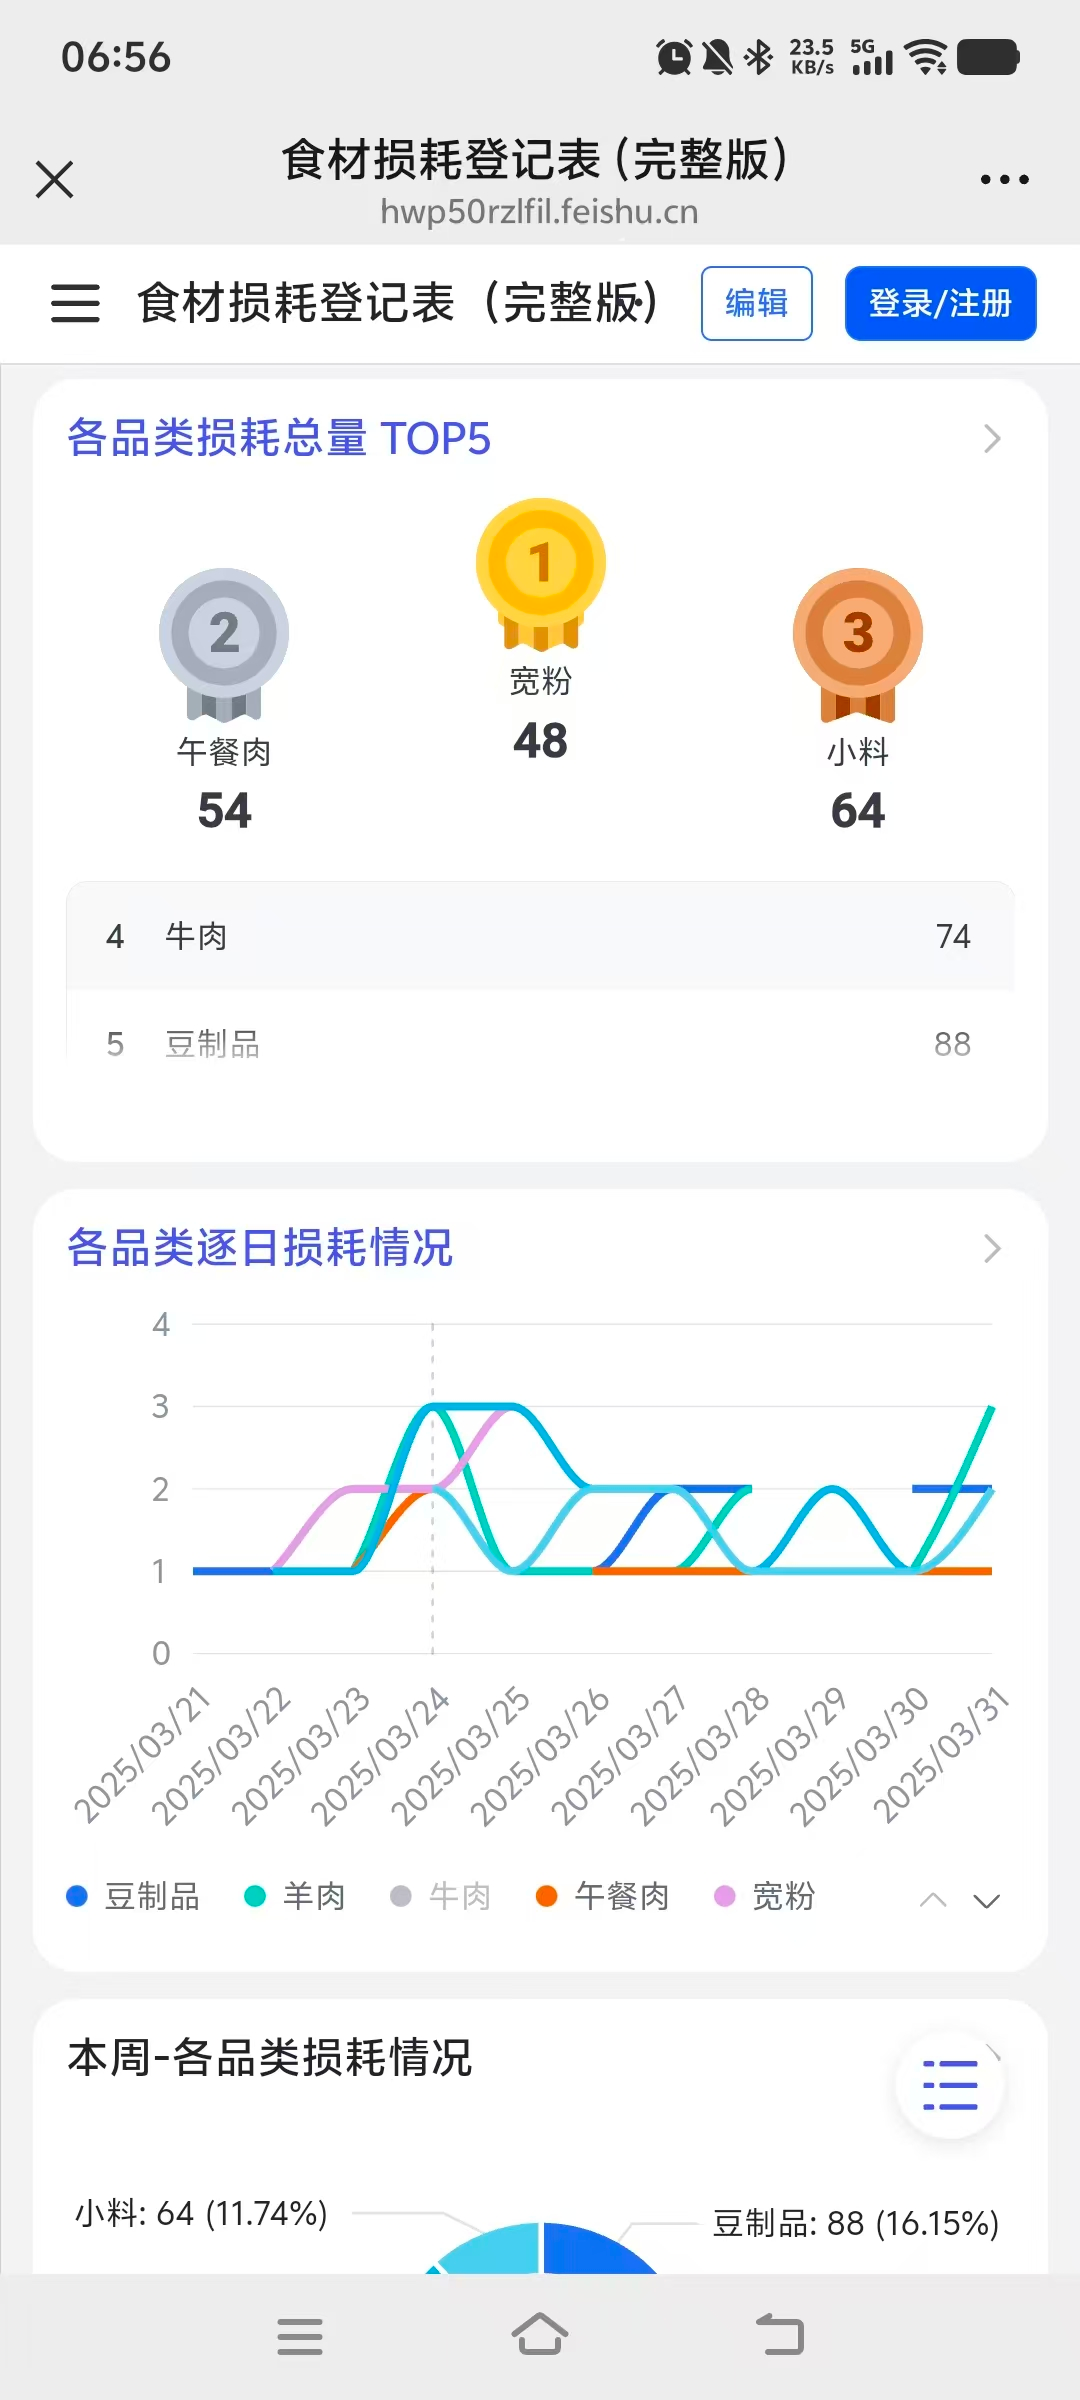 06:56
23.5 KB/s 5G
食材损耗登记表(完整版)
hwp50rzlfil.feishu.cn
食材损耗登记表（完整版） 编辑 登录/注册
各品类损耗总量 TOP5
1
宽粉
48
2
午餐肉
54
3
小料
64
4 牛肉 74
5 豆制品 88
各品类逐日损耗情况
4
3
2
1
0
2025/03/21 2025/03/22 2025/03/23 2025/03/24 2025/03/25 2025/03/26 2025/03/27 2025/03/28 2025/03/29 2025/03/30 2025/03/31
豆制品 羊肉 牛肉 午餐肉 宽粉
本周-各品类损耗情况
小料: 64 (11.74%)
豆制品: 88 (16.15%)